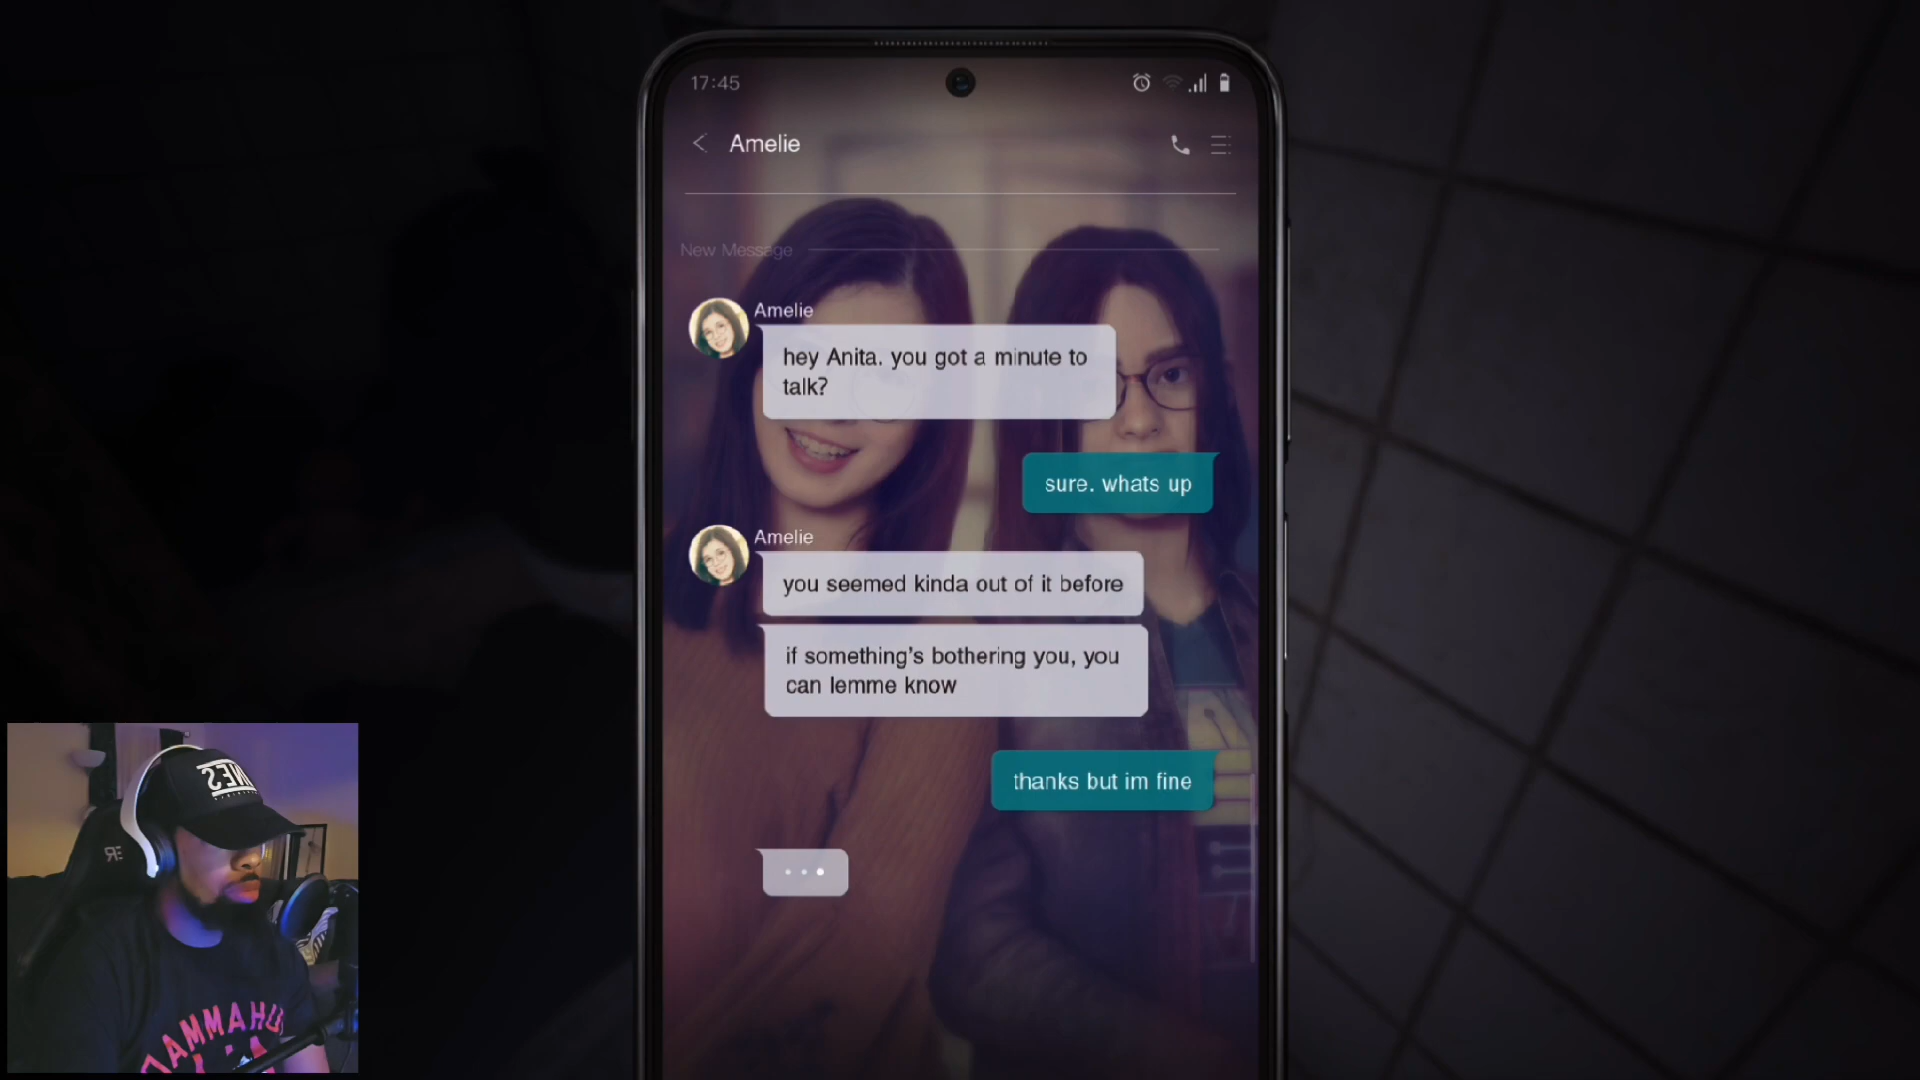 17:45
Amelie
New Message
Amelie
hey Anita. you got a minute to
talk?
sure. whats up
Amelie
you seemed kinda out of it before
if something's bothering you, you
can lemme know
thanks but im fine